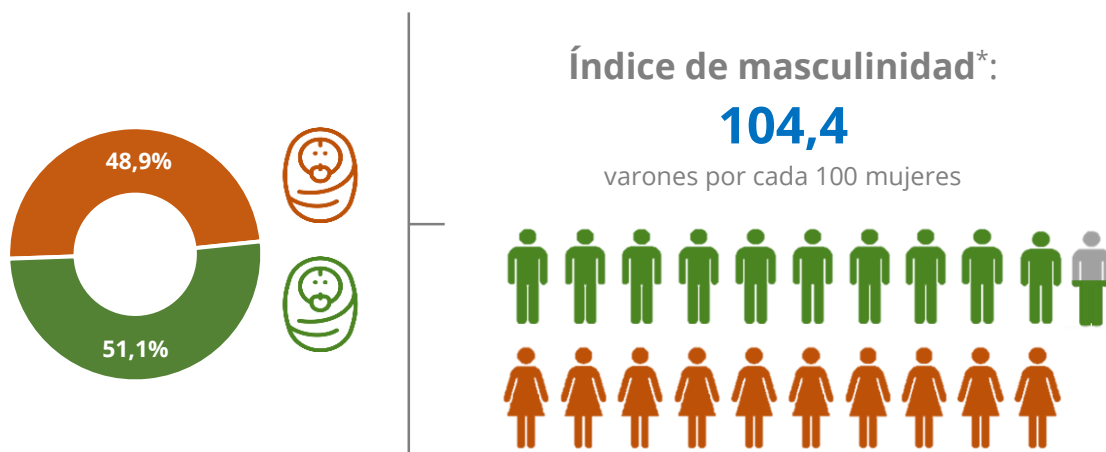 48,9%
51,1%
Índice de masculinidad*:
104,4
varones por cada 100 mujeres